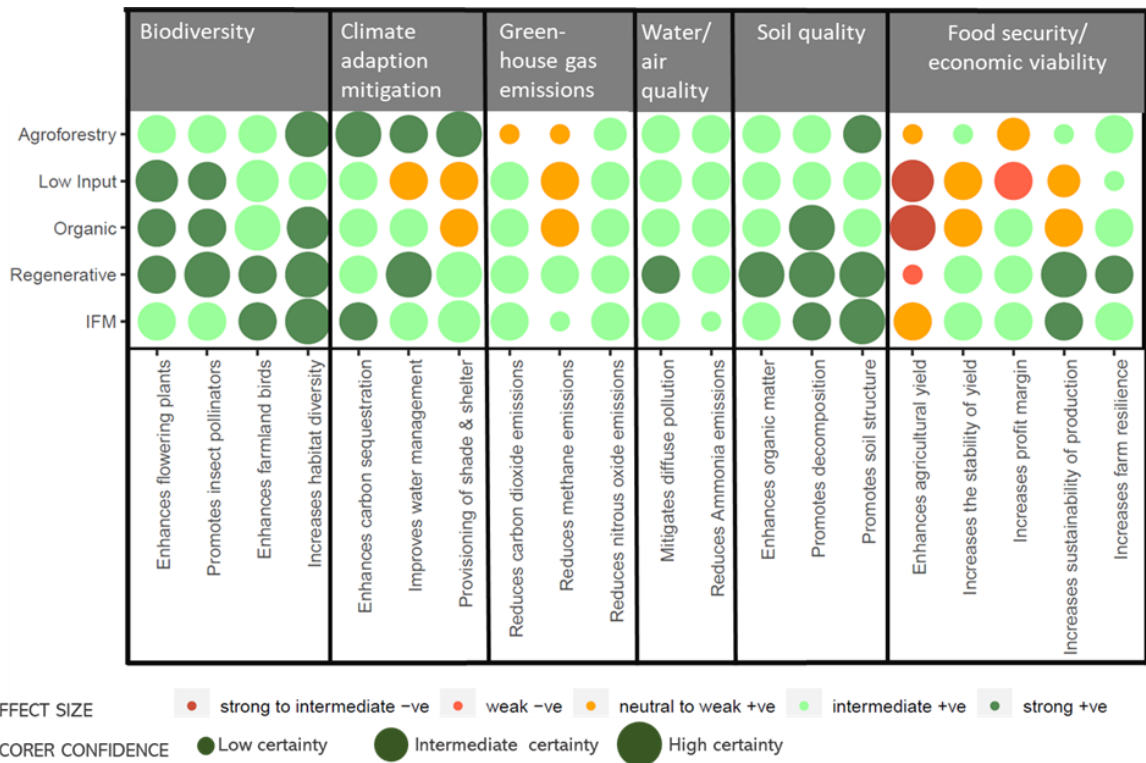 Biodiversity
Climate
adaption
mitigation
Green-
house gas
emissions
Water/
air
quality
Soil quality
Food security/
economic viability
Agroforestry
Low Input
Organic
Regenerative
IFM
Enhances flowering plants
Promotes insect pollinators
Enhances farmland birds
Increases habitat diversity
Enhances carbon sequestration
Improves water management
Provisioning of shade & shelter
Reduces carbon dioxide emissions
Reduces methane emissions
Reduces nitrous oxide emissions
Mitigates diffuse pollution
Reduces Ammonia emissions
Enhances organic matter
Promotes decomposition
Promotes soil structure
Enhances agricultural yield
Increases the stability of yield
Increases profit margin
Increases sustainability of production
Increases farm resilience
FFECT SIZE strong to intermediate −ve weak −ve neutral to weak +ve intermediate +ve strong +ve
CORER CONFIDENCE Low certainty Intermediate certainty High certainty